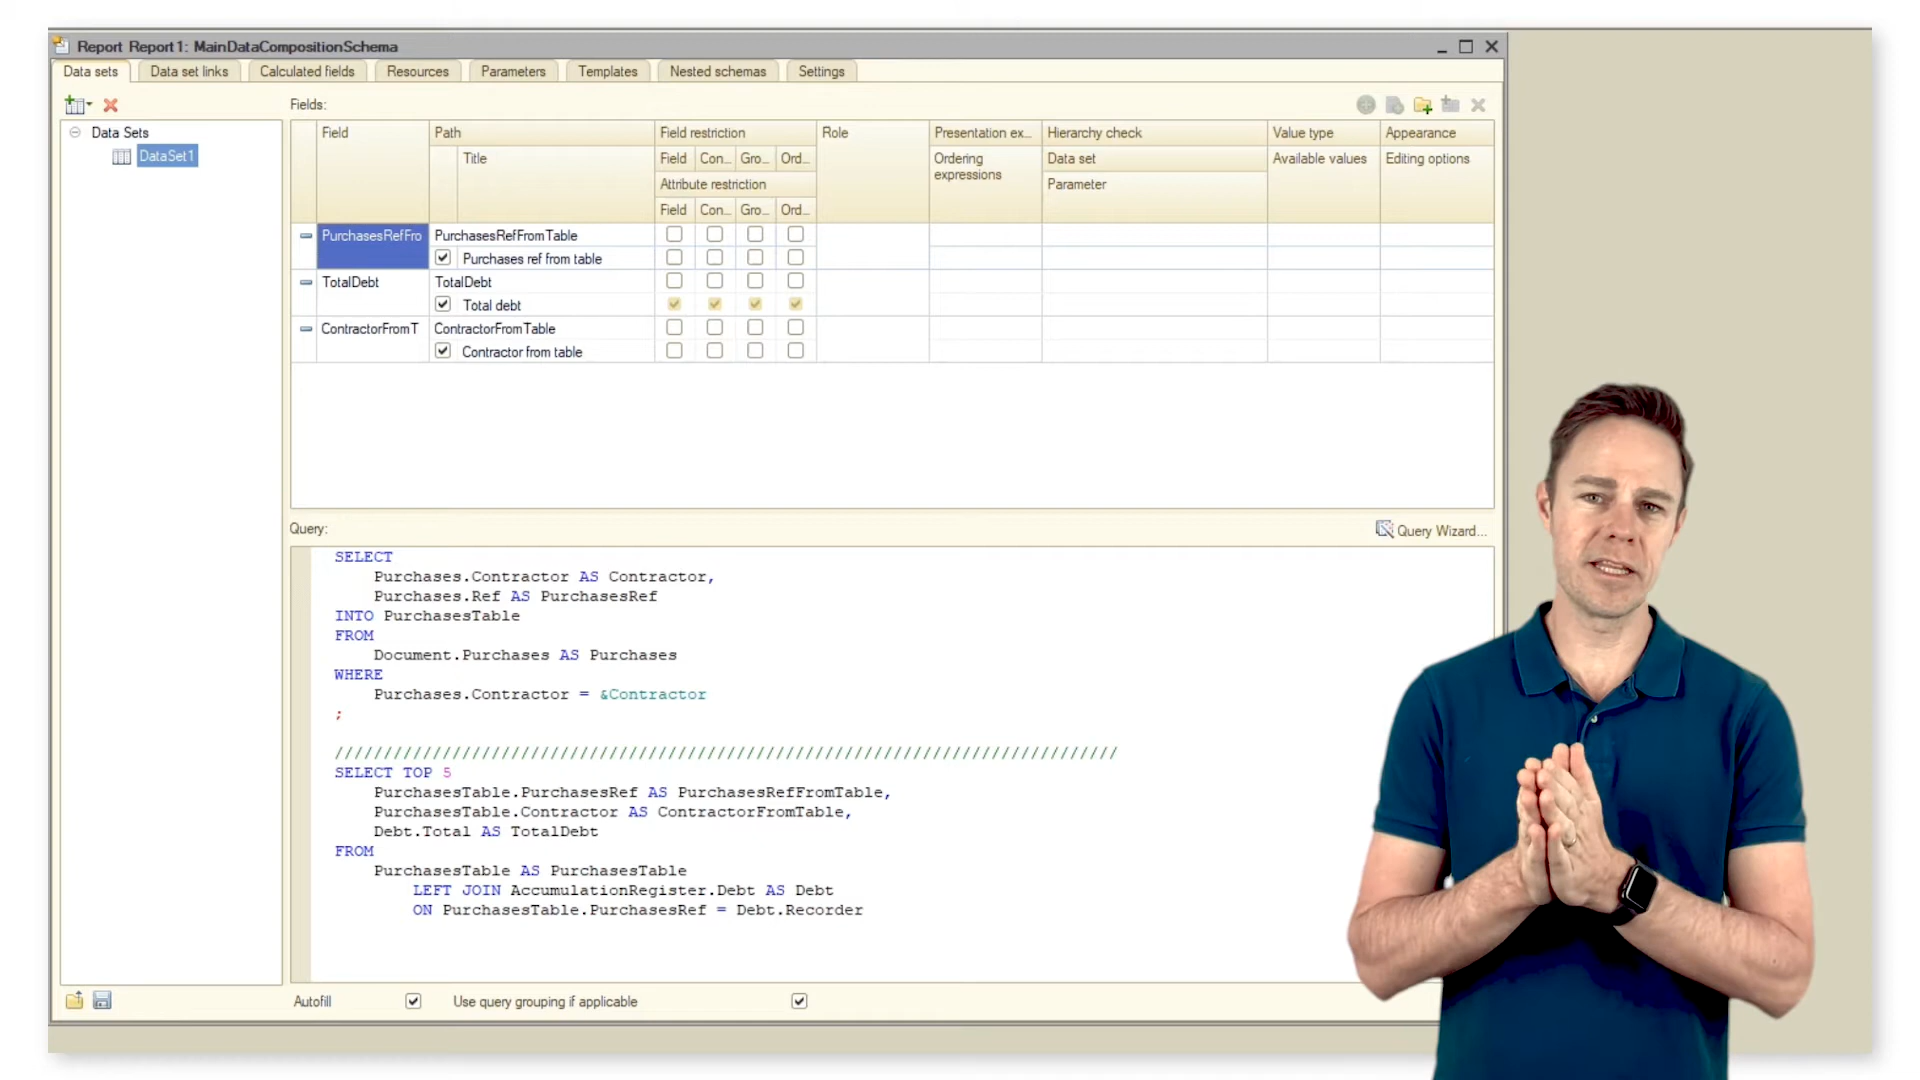 Report Report1: MainDataCompositionSchema
Data sets Data set links Calculated fields Resources Parameters Templates Nested schemas Settings
Fields:
Data Sets
DataSet1
Field Path Field restriction Role Presentation ex... Hierarchy check Value type Appearance
Title Field Con... Gro... Ord... Ordering expressions Data set Available values Editing options
Attribute restriction Parameter
Field Con... Gro... Ord...
PurchasesRefFro PurchasesRefFromTable
Purchases ref from table
TotalDebt TotalDebt
Total debt
ContractorFromT ContractorFromTable
Contractor from table
Query: Query Wizard...
SELECT
Purchases.Contractor AS Contractor,
Purchases.Ref AS PurchasesRef
INTO PurchasesTable
FROM
Document.Purchases AS Purchases
WHERE
Purchases.Contractor = &Contractor
;
////////////////////////////////////////////////////////////////////////////////
SELECT TOP 5
PurchasesTable.PurchasesRef AS PurchasesRefFromTable,
PurchasesTable.Contractor AS ContractorFromTable,
Debt.Total AS TotalDebt
FROM
PurchasesTable AS PurchasesTable
LEFT JOIN AccumulationRegister.Debt AS Debt
ON PurchasesTable.PurchasesRef = Debt.Recorder
Autofill Use query grouping if applicable